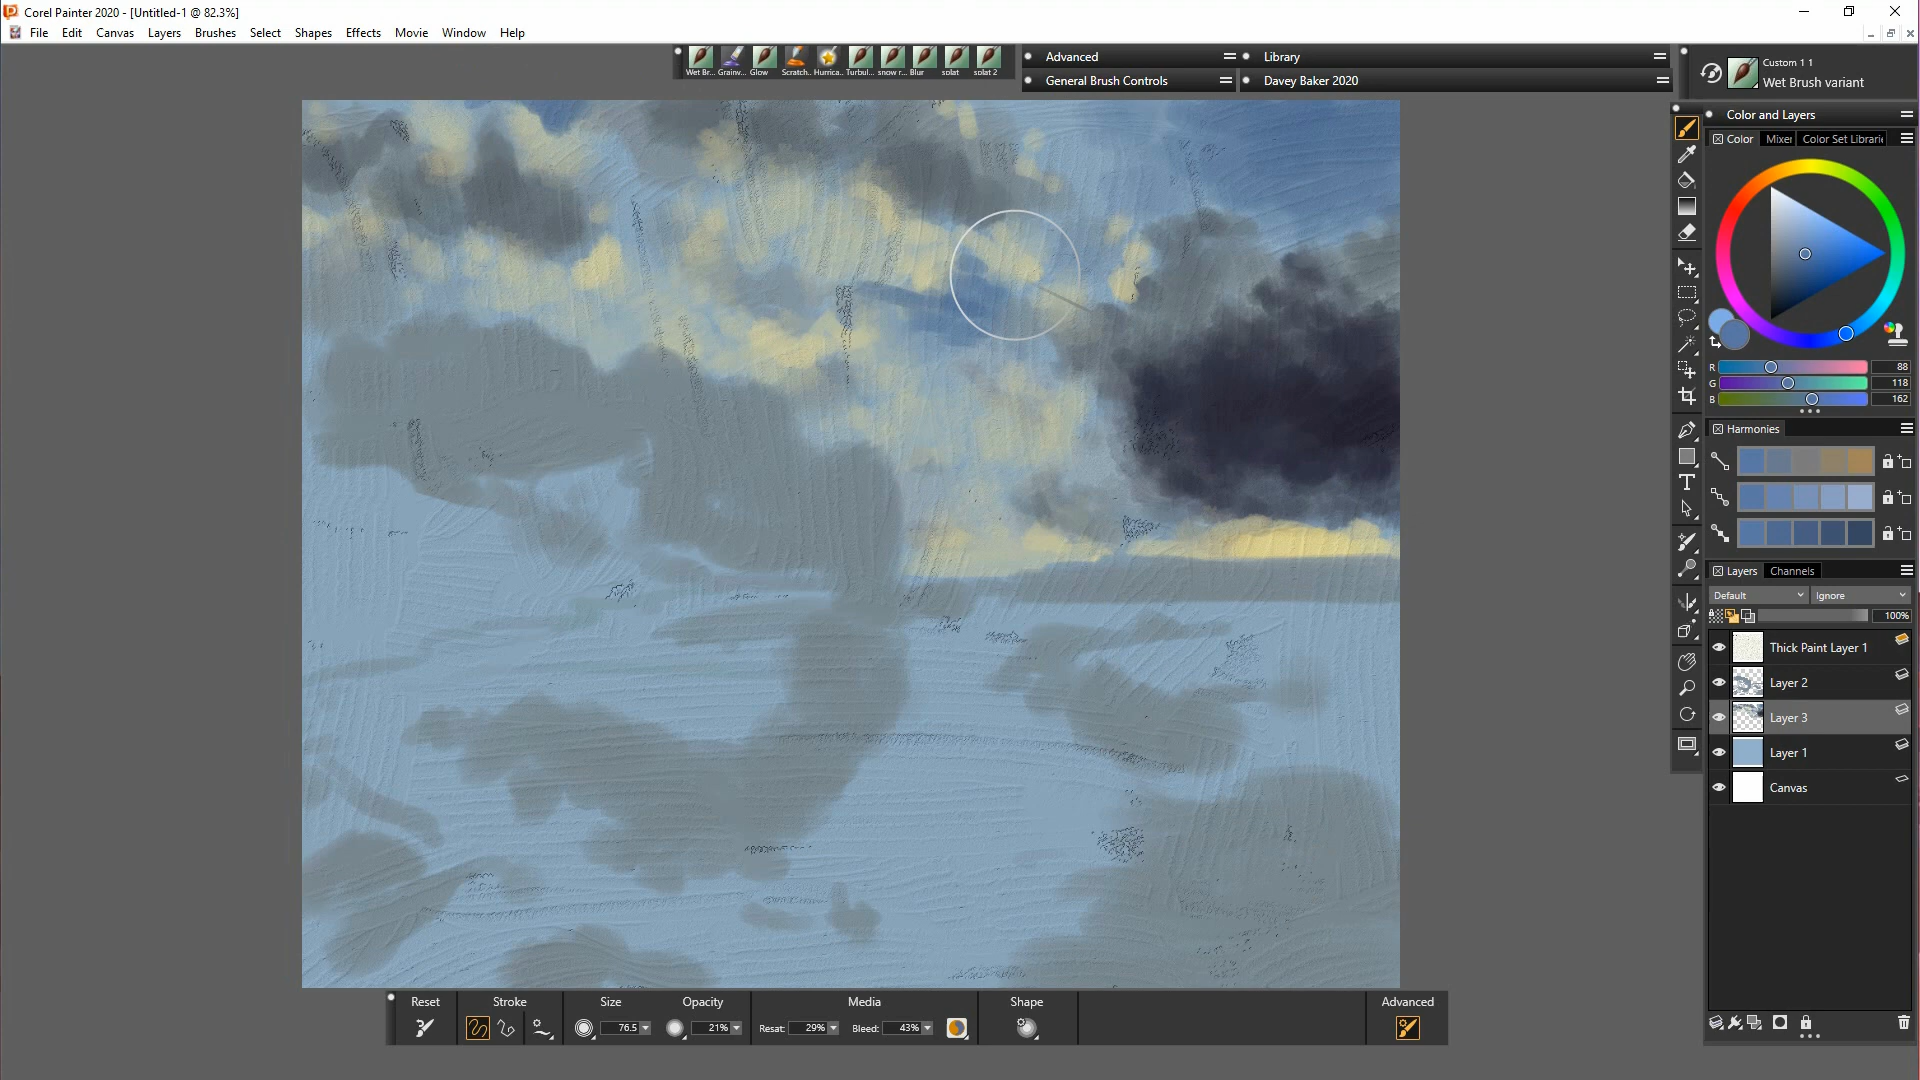 Corel Painter 2020 - [Untitled-1 @ 82.3%]
File Edit Canvas Layers Brushes Select Shapes Effects Movie Window Help
Wet Br... Grainv... Glow Scratch.. Hurrica.. Turbul... snow r... Blur solat solat 2
Advanced
Library
General Brush Controls
Davey Baker 2020
Custom 1 1
Wet Brush variant
Color and Layers
Color Mixer Color Set Librarie
R 88
G 118
B 162
Harmonies
Layers Channels
Default Ignore
100%
Thick Paint Layer 1
Layer 2
Layer 3
Layer 1
Canvas
T
Reset Stroke Size Opacity Media Shape Advanced
76.5 21% Resat: 29% Bleed: 43%